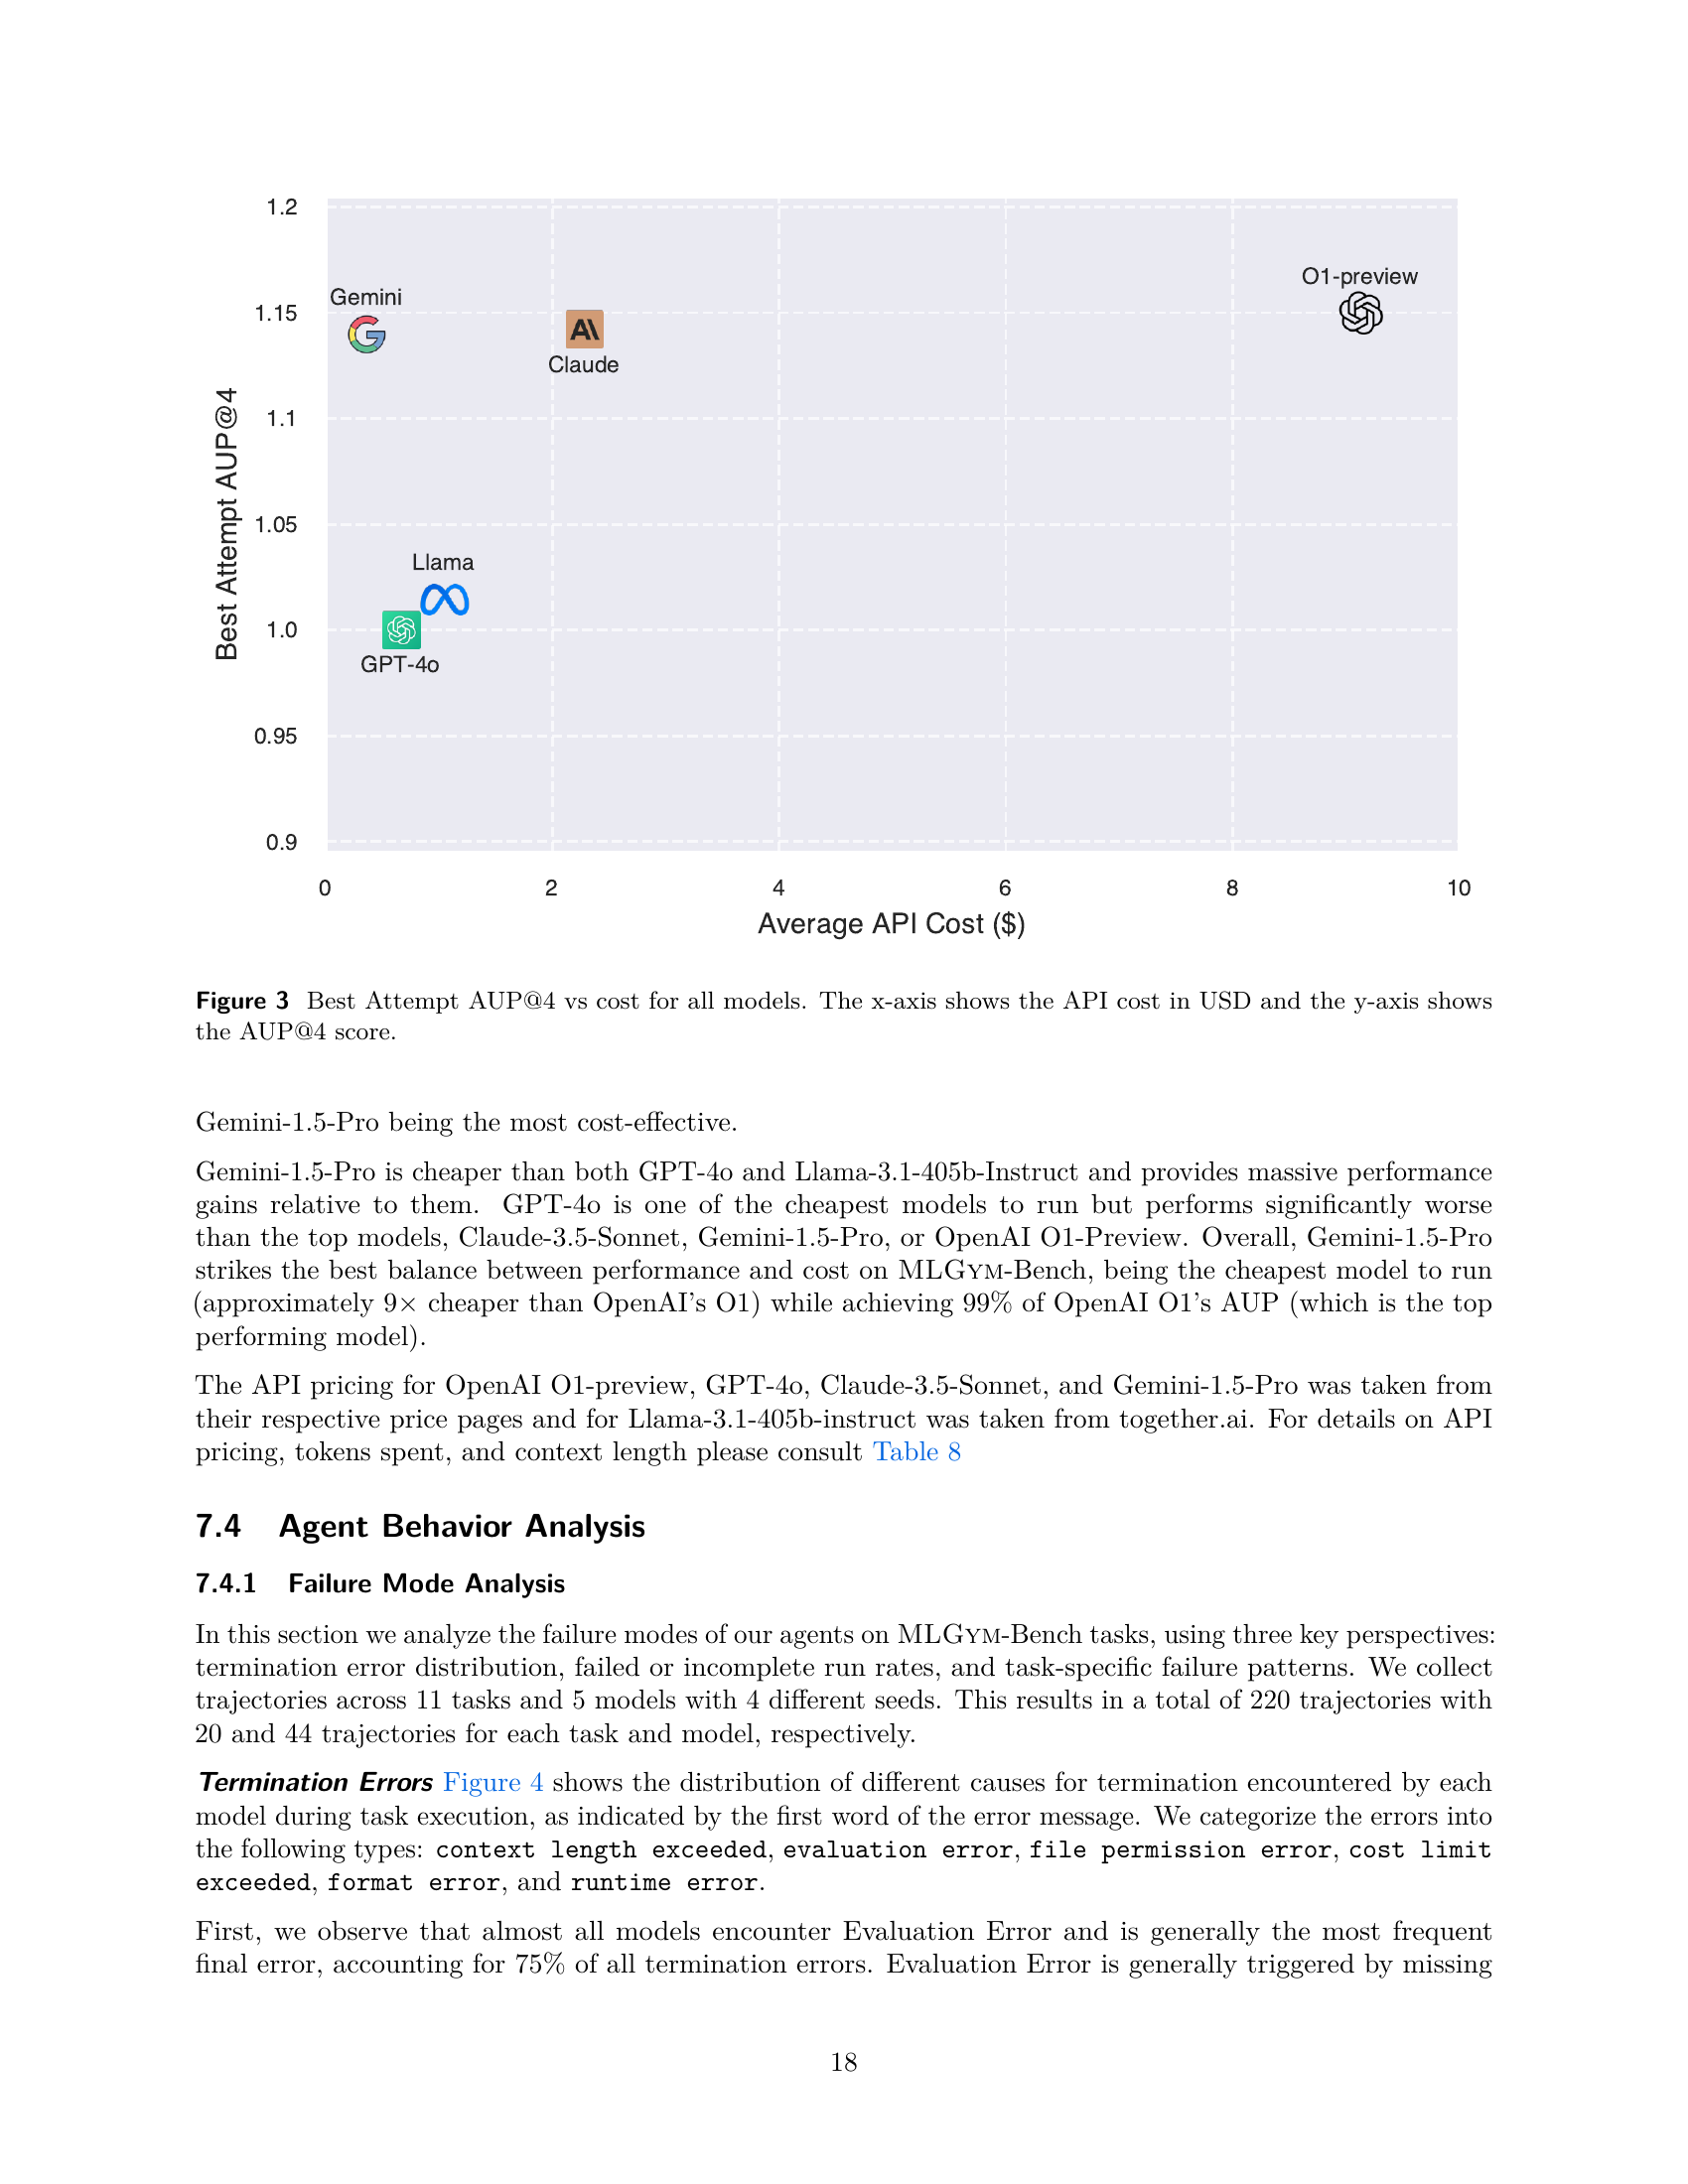 1.2
1.15
1.1
1.05
1.0
0.95
0.9
Best Attempt AUP@4
Gemini
Claude
O1-preview
Llama
GPT-4o
0 2 4 6 8 10
Average API Cost ($)
Figure 3 Best Attempt AUP@4 vs cost for all models. The x-axis shows the API cost in USD and the y-axis shows
the AUP@4 score.
Gemini-1.5-Pro being the most cost-effective.
Gemini-1.5-Pro is cheaper than both GPT-4o and Llama-3.1-405b-Instruct and provides massive performance
gains relative to them. GPT-4o is one of the cheapest models to run but performs significantly worse
than the top models, Claude-3.5-Sonnet, Gemini-1.5-Pro, or OpenAI O1-Preview. Overall, Gemini-1.5-Pro
strikes the best balance between performance and cost on MLGYM-Bench, being the cheapest model to run
(approximately 9× cheaper than OpenAI's O1) while achieving 99% of OpenAI O1's AUP (which is the top
performing model).
The API pricing for OpenAI O1-preview, GPT-4o, Claude-3.5-Sonnet, and Gemini-1.5-Pro was taken from
their respective price pages and for Llama-3.1-405b-instruct was taken from together.ai. For details on API
pricing, tokens spent, and context length please consult Table 8
7.4 Agent Behavior Analysis
7.4.1 Failure Mode Analysis
In this section we analyze the failure modes of our agents on MLGYM-Bench tasks, using three key perspectives:
termination error distribution, failed or incomplete run rates, and task-specific failure patterns. We collect
trajectories across 11 tasks and 5 models with 4 different seeds. This results in a total of 220 trajectories with
20 and 44 trajectories for each task and model, respectively.
Termination Errors Figure 4 shows the distribution of different causes for termination encountered by each
model during task execution, as indicated by the first word of the error message. We categorize the errors into
the following types: context length exceeded, evaluation error, file permission error, cost limit
exceeded, format error, and runtime error.
First, we observe that almost all models encounter Evaluation Error and is generally the most frequent
final error, accounting for 75% of all termination errors. Evaluation Error is generally triggered by missing
18